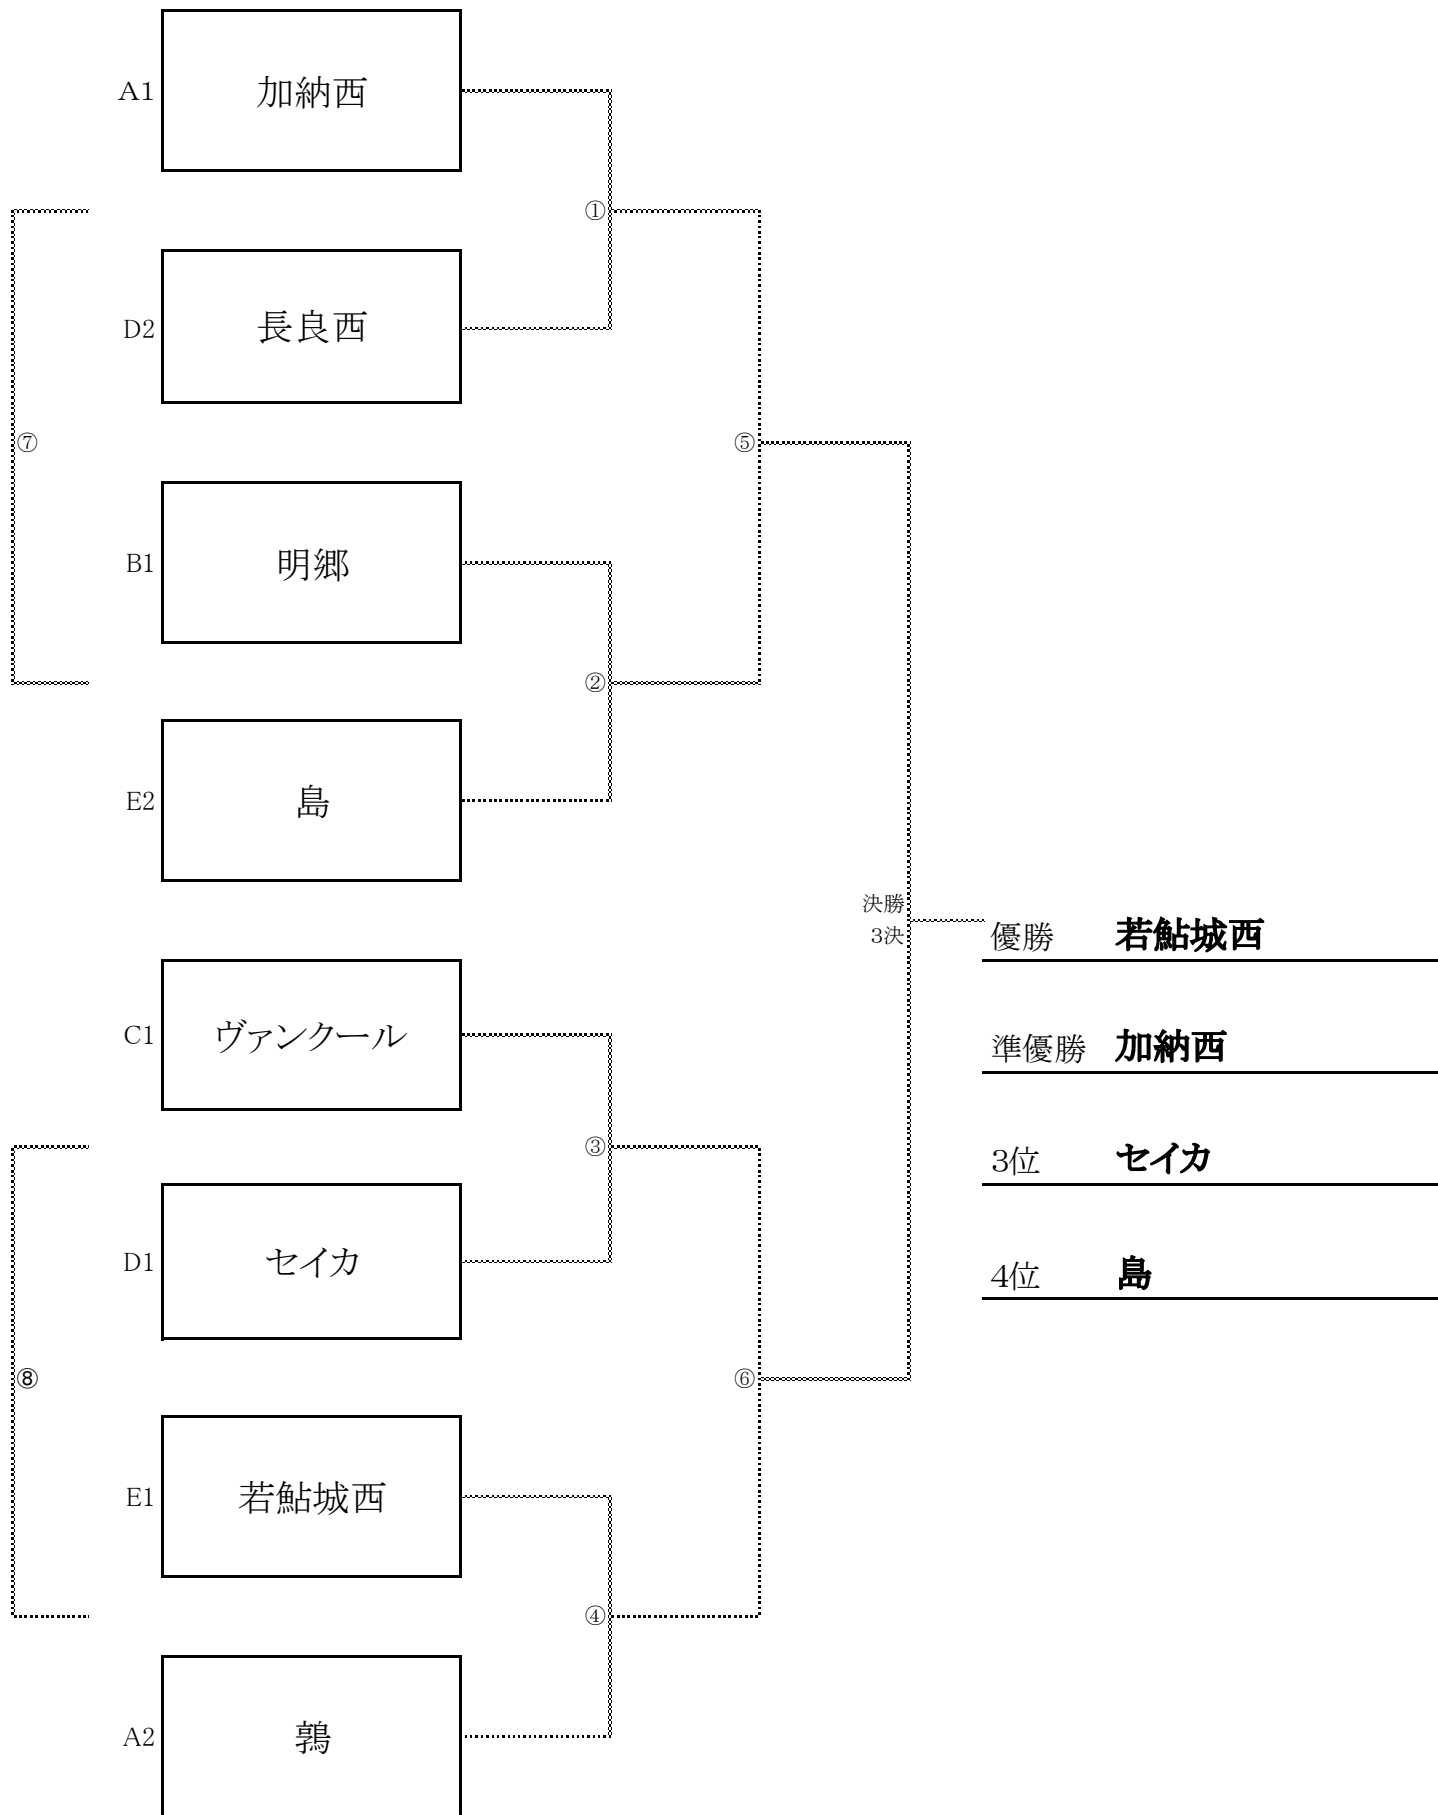 A1 加納西
①
D2 長良西
⑦ ⑤
B1 明郷
②
E2 島
決勝
3決
優勝 若鮎城西
C1 ヴァンクール
準優勝 加納西
③
3位 セイカ
D1 セイカ
4位 島
⑧ ⑥
E1 若鮎城西
④
A2 鶉